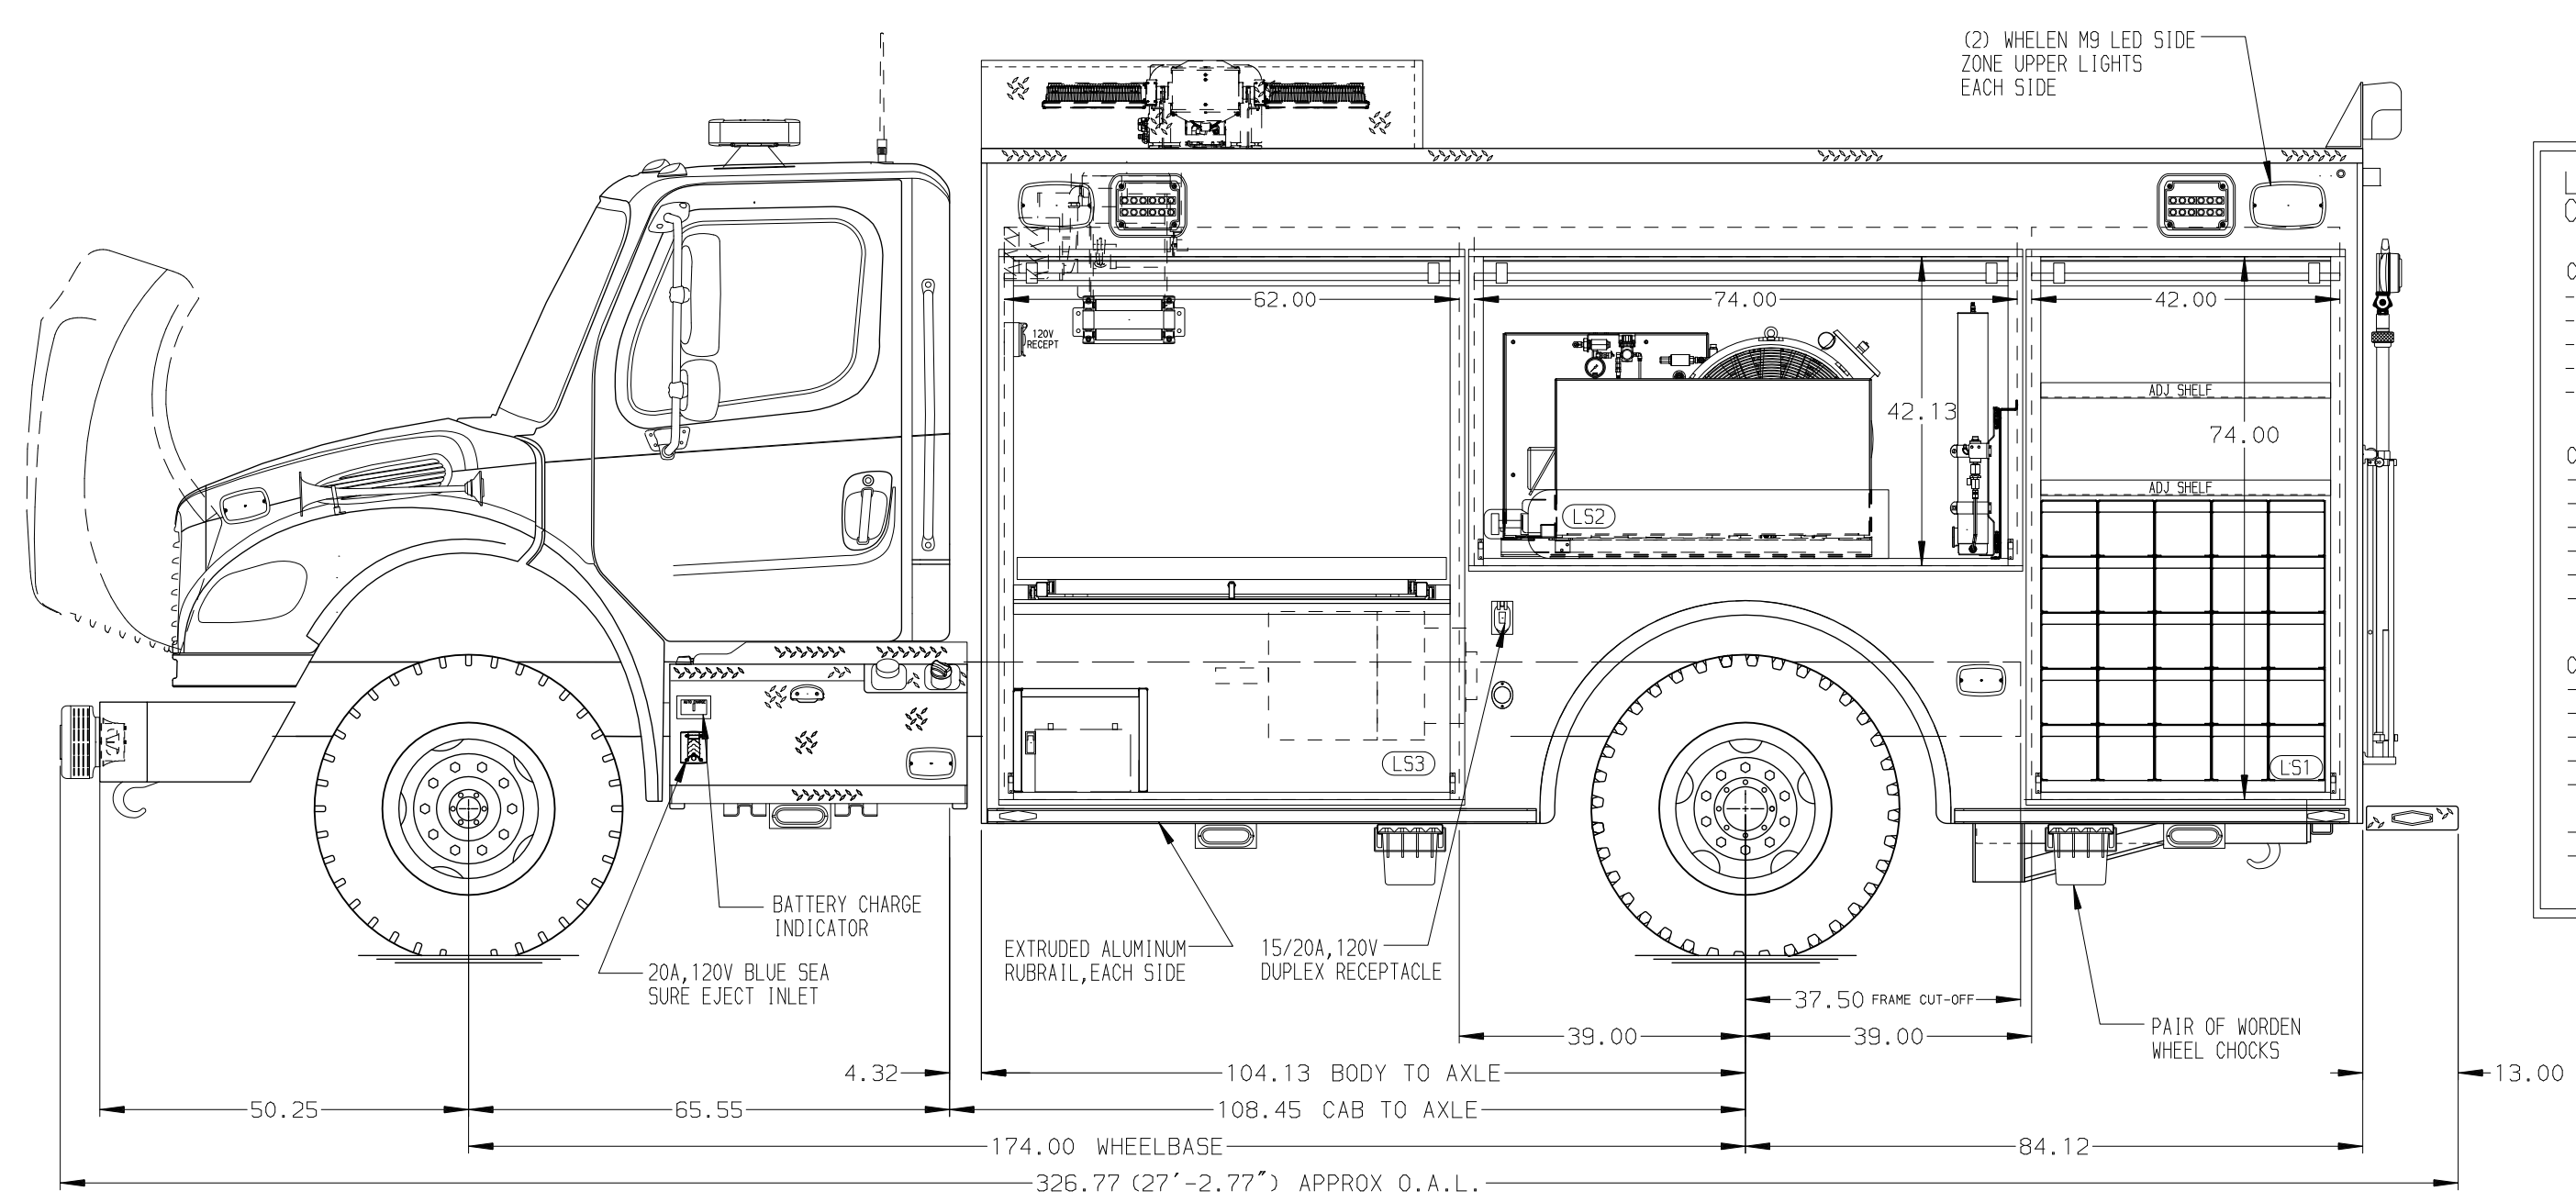 (2) WHELEN M9 LED SIDE
ZONE UPPER LIGHTS
EACH SIDE
62.00
74.00
42.00
120V
RECEPT
ADJ SHELF
42.13
74.00
ADJ SHELF
LS2
LS3
LS1
BATTERY CHARGE
INDICATOR
20A,120V BLUE SEA
SURE EJECT INLET
EXTRUDED ALUMINUM
RUBRAIL,EACH SIDE
15/20A,120V
DUPLEX RECEPTACLE
37.50 FRAME CUT-OFF
39.00
39.00
PAIR OF WORDEN
WHEEL CHOCKS
4.32
104.13 BODY TO AXLE
13.00
50.25
65.55
108.45 CAB TO AXLE
174.00 WHEELBASE
84.12
326.77 (27'-2.77") APPROX O.A.L.